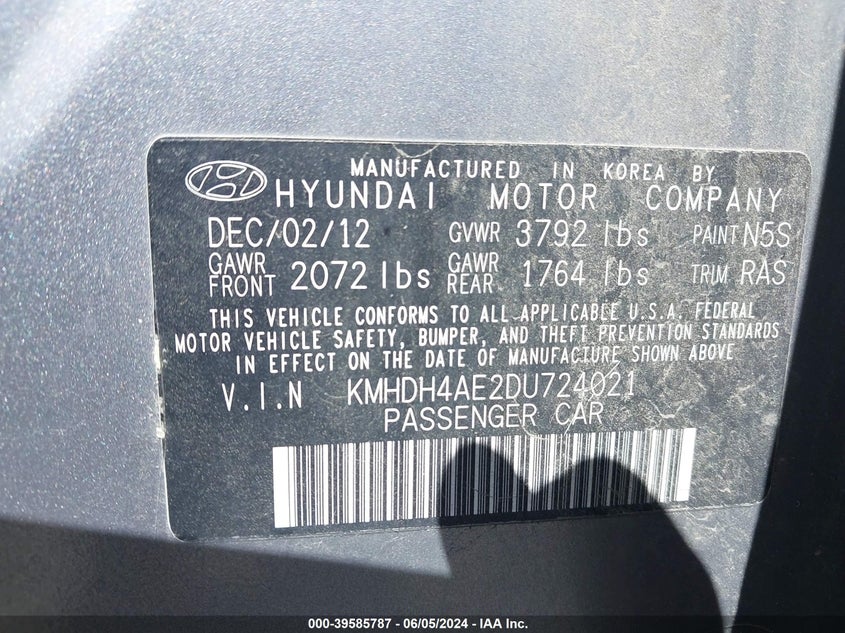 MANUFACTURED IN KOREA BY
HYUNDAI MOTOR COMPANY
DEC/02/12 GVWR 3792 lbs PAINT N5S
GAWR FRONT 2072 lbs GAWR REAR 1764 lbs TRIM RAS
THIS VEHICLE CONFORMS TO ALL APPLICABLE U.S.A. FEDERAL
MOTOR VEHICLE SAFETY, BUMPER, AND THEFT PREVENTION STANDARDS
IN EFFECT ON THE DATE OF MANUFACTURE SHOWN ABOVE
V.I.N KMHDH4AE2DU724021
PASSENGER CAR
000-39585787 - 06/05/2024 - IAA Inc.